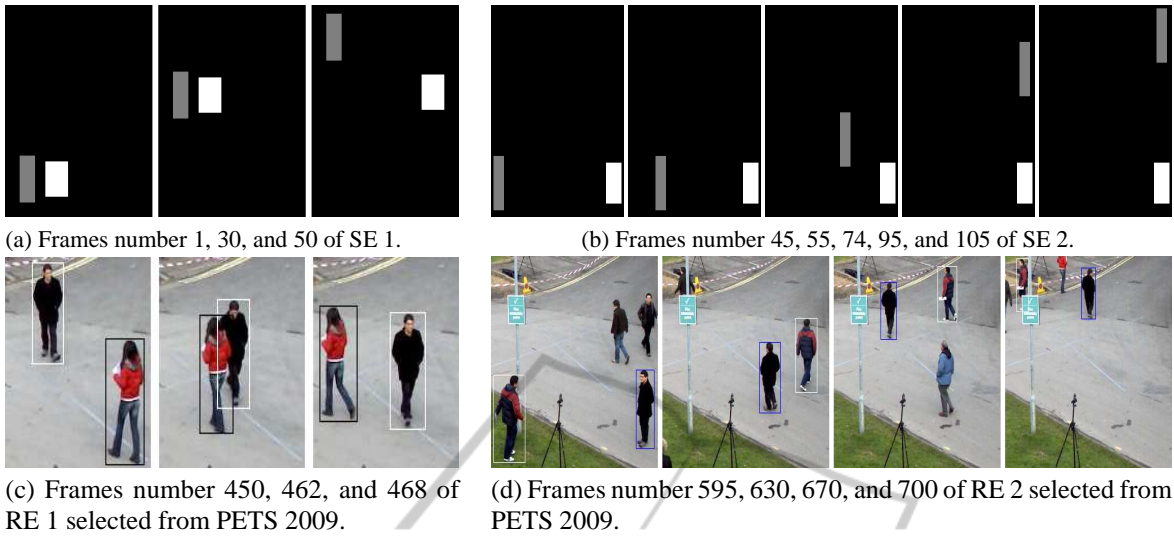 (a) Frames number 1, 30, and 50 of SE 1.
(b) Frames number 45, 55, 74, 95, and 105 of SE 2.
(c) Frames number 450, 462, and 468 of
RE 1 selected from PETS 2009.
(d) Frames number 595, 630, 670, and 700 of RE 2 selected from
PETS 2009.